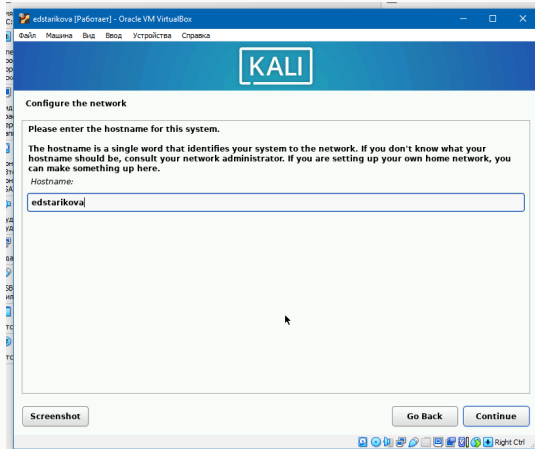 edstarikova [Работает] - Oracle VM VirtualBox
Файл Машина Вид Ввод Устройства Справка
KALI
Configure the network
Please enter the hostname for this system.
The hostname is a single word that identifies your system to the network. If you don't know what your
hostname should be, consult your network administrator. If you are setting up your own home network, you
can make something up here.
Hostname:
edstarikova
Screenshot
Go Back
Continue
Right Ctrl